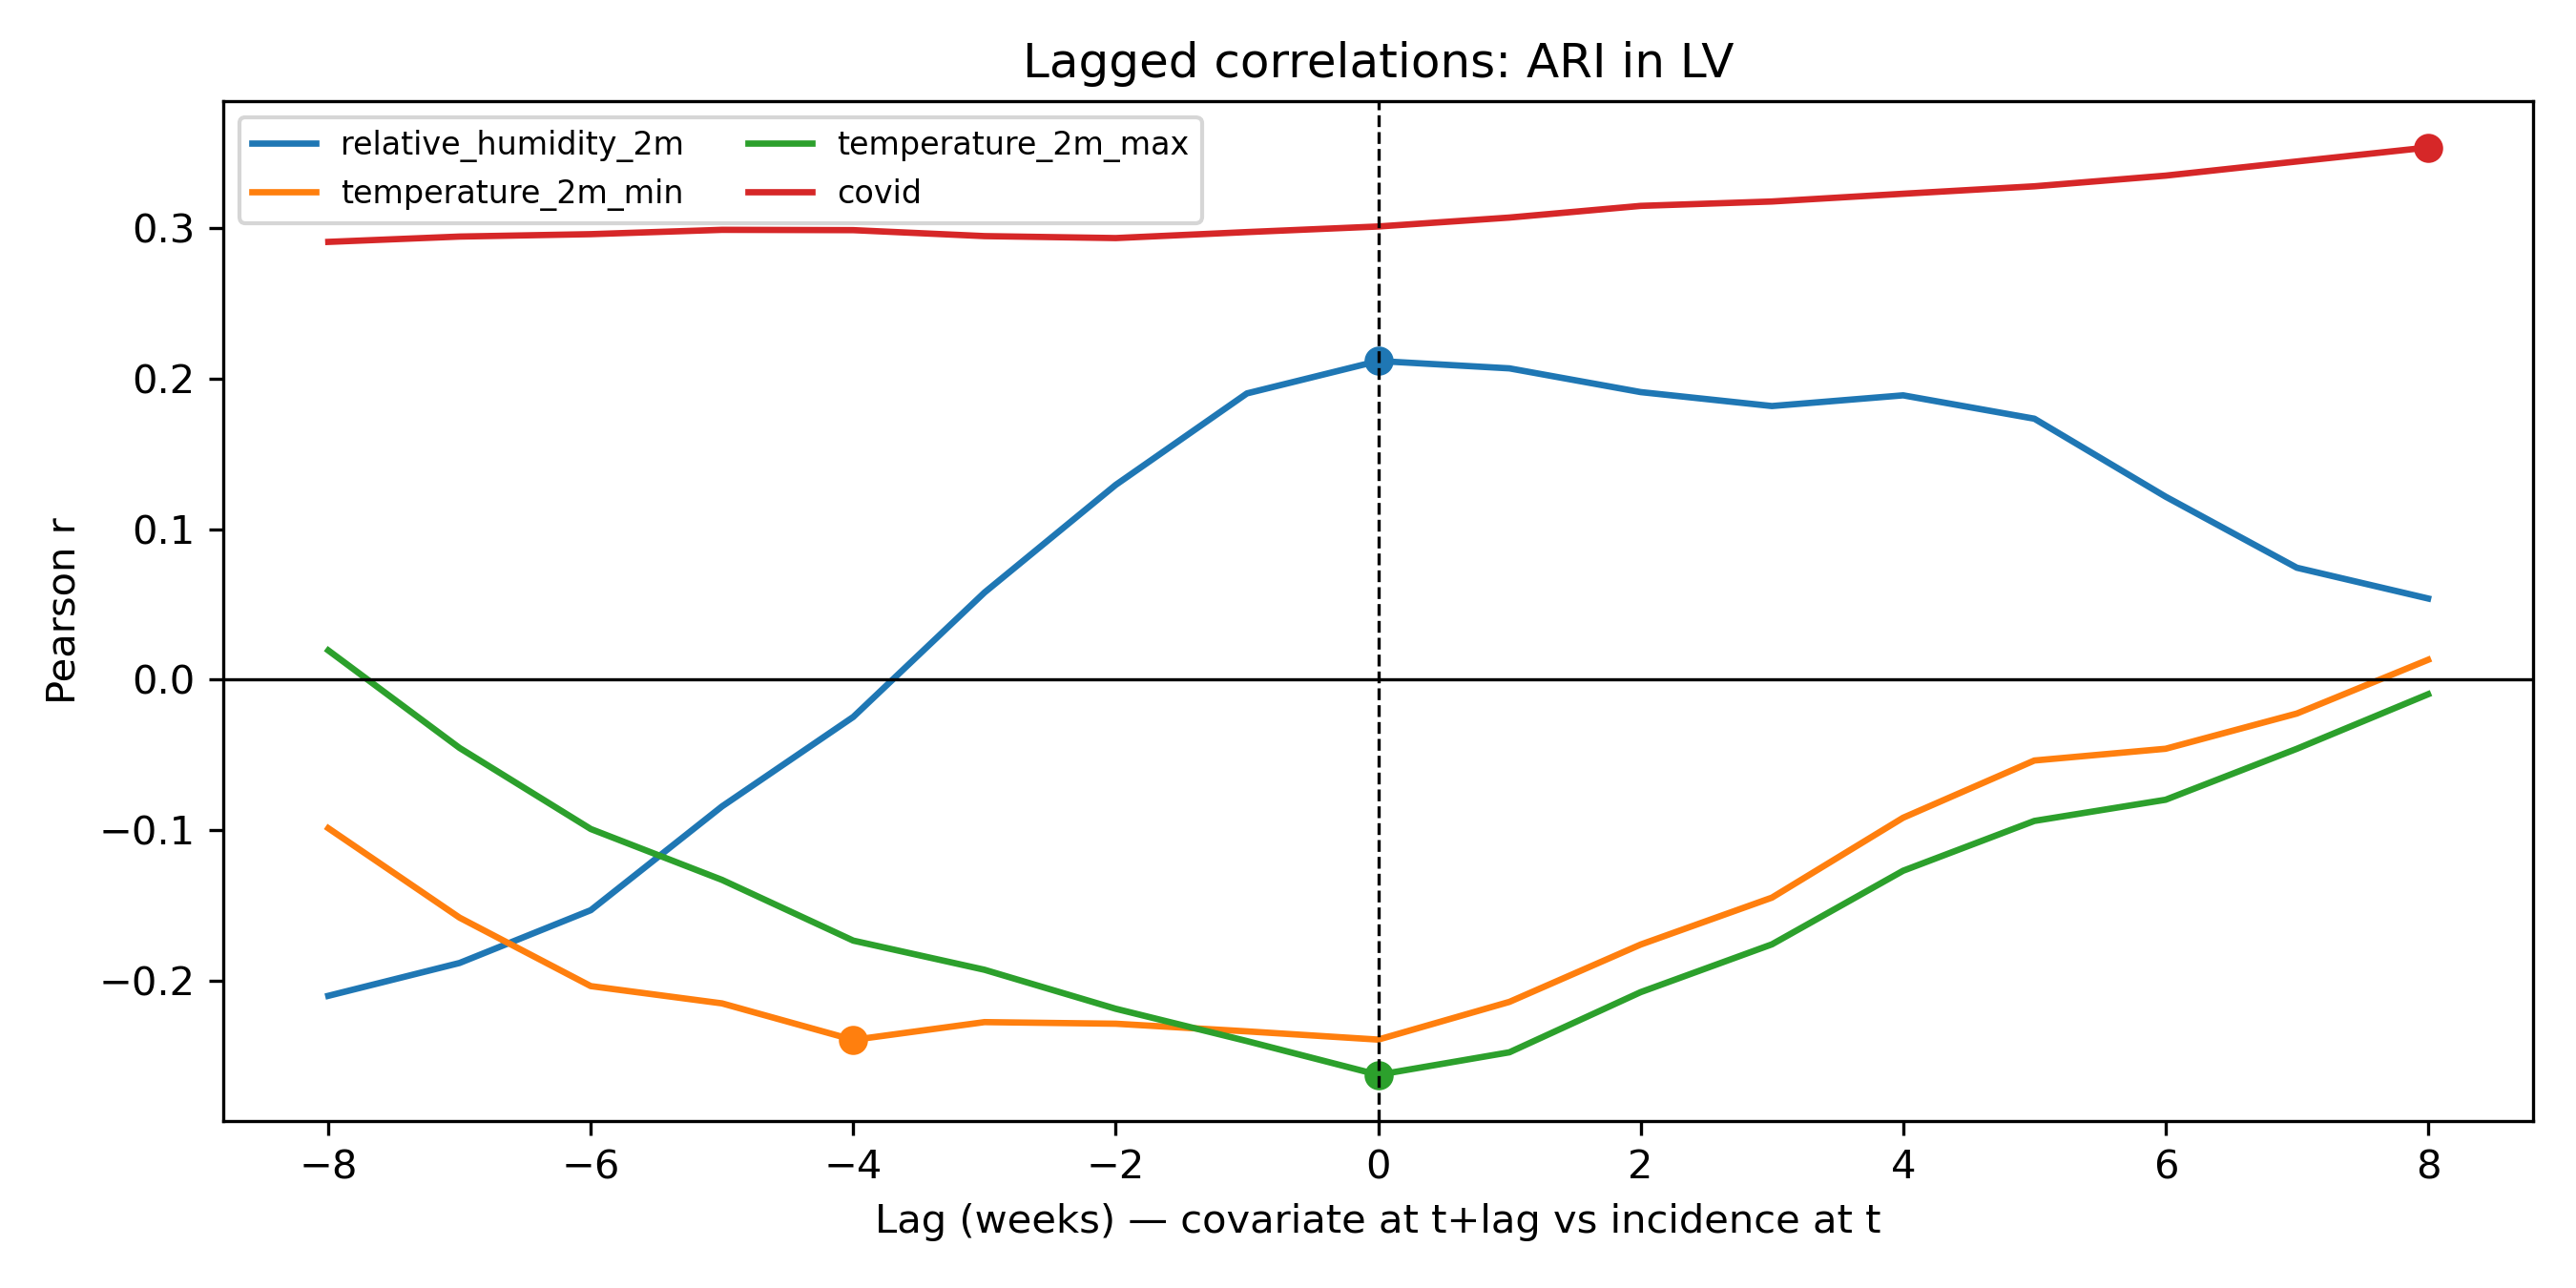 Lagged correlations: ARI in LV
relative_humidity_2m
temperature_2m_min
temperature_2m_max
covid
Pearson r
0.3
0.2
0.1
0.0
−0.1
−0.2
−8
−6
−4
−2
0
2
4
6
8
Lag (weeks) — covariate at t+lag vs incidence at t